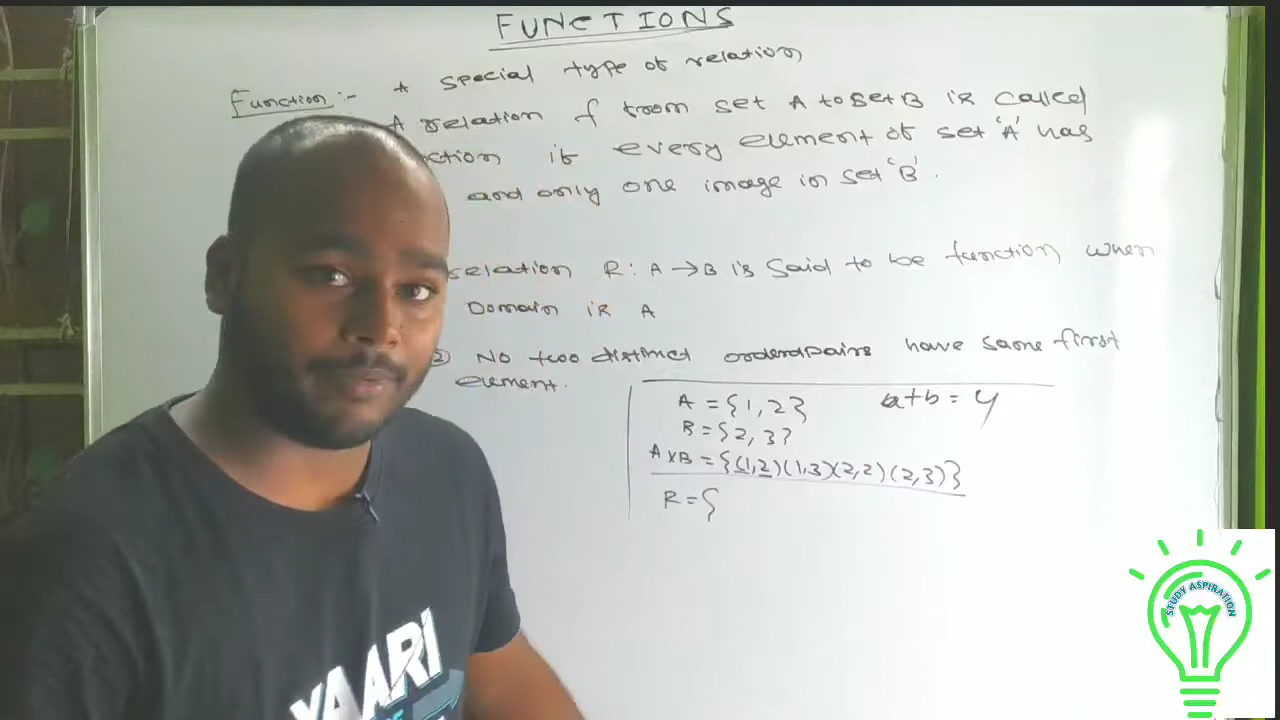 FUNCTIONS
Function :- A special type of relation
A relation f from set A to set B is called
ction if every element of set 'A' has
and only one image in set 'B'.
relation R : A → B is said to be function when
Domain is A
2) No two distinct orderdpairs have same first
element.
A = {1, 2} a+b = 4
B = {2, 3}
A×B = {(1,2)(1,3)(2,2)(2,3)}
R = {
STUDY ASPIRATION
YAARI